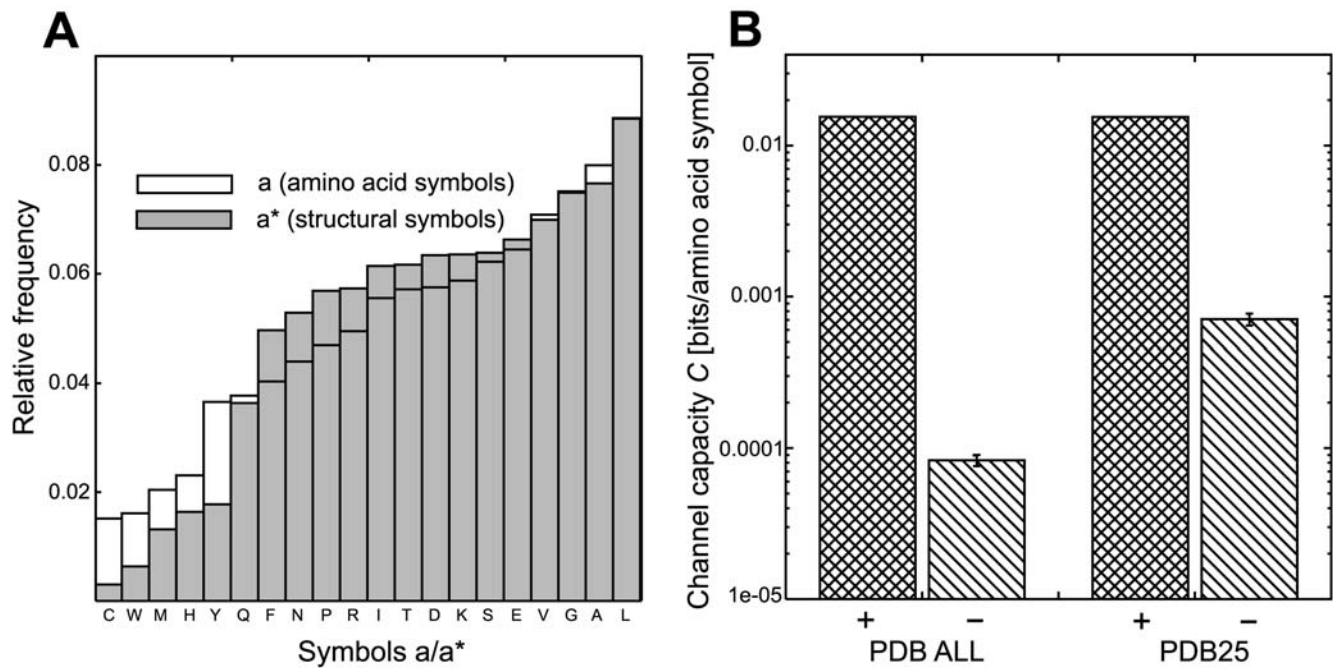 A
Relative frequency
0.08
0.06
0.04
0.02
a (amino acid symbols)
a* (structural symbols)
C W M H Y Q F N P R I T D K S E V G A L
Symbols a/a*
B
Channel capacity C [bits/amino acid symbol]
0.01
0.001
0.0001
1e-05
+ − + −
PDB ALL PDB25